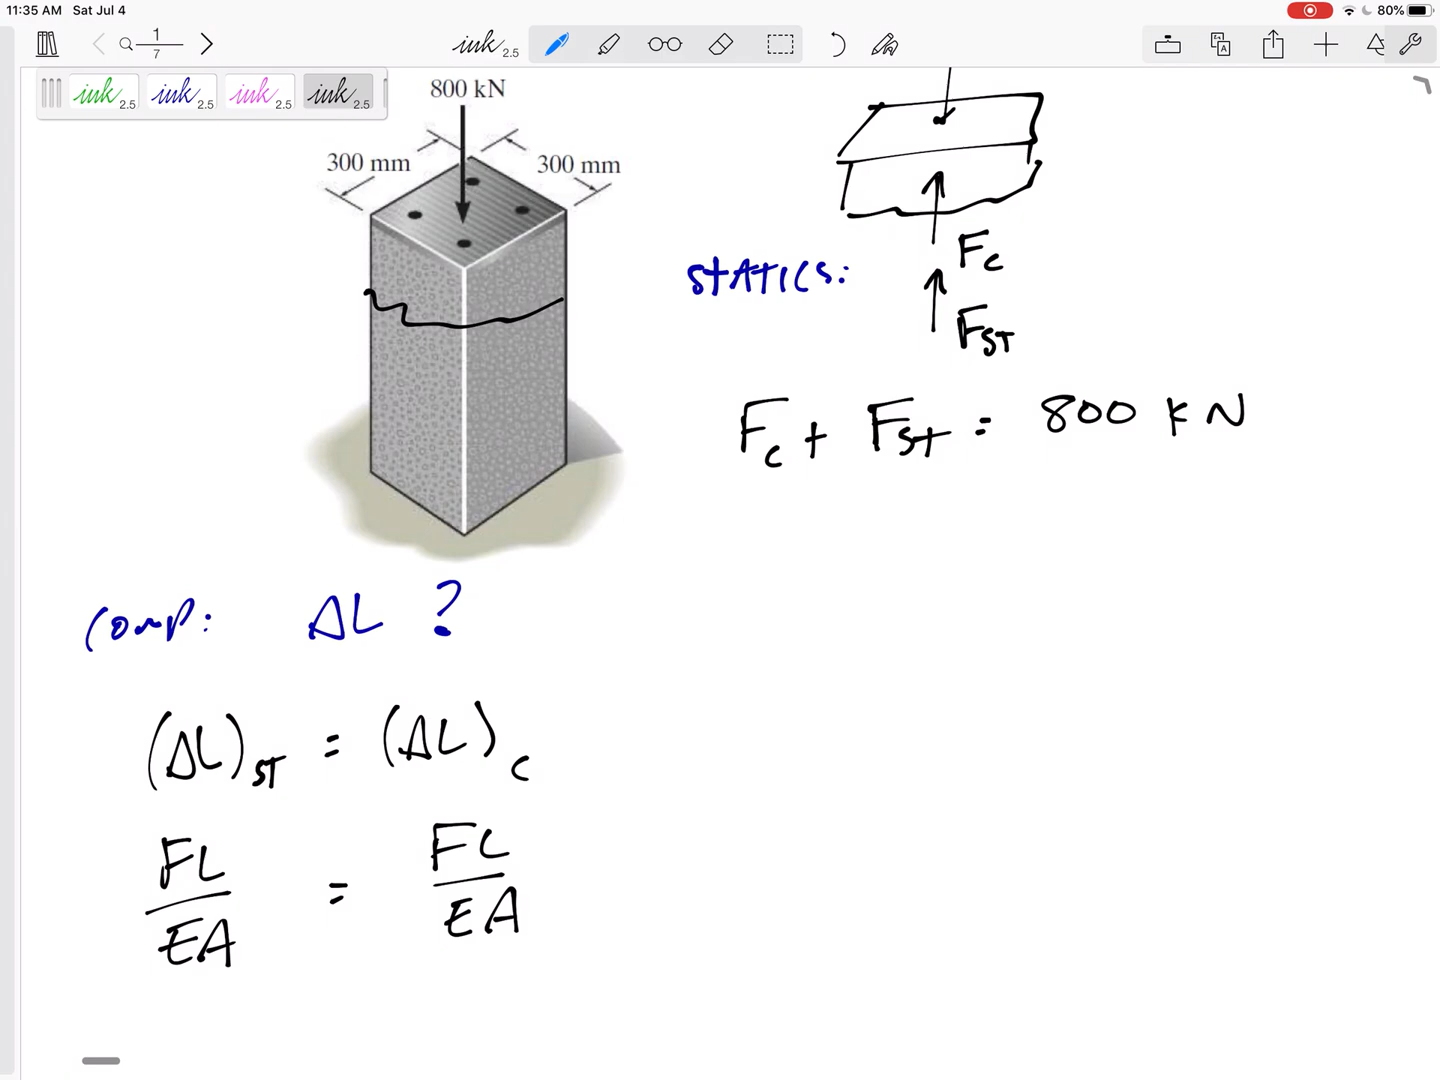 11:35 AM Sat Jul 4
80%
1
7
ink 2.5
ink 2.5
ink 2.5
ink 2.5
ink 2.5
800 kN
300 mm
300 mm
STATICS:
Fc
FST
Fc + FST = 800 kN
Comp: ΔL ?
(ΔL)ST = (ΔL)c
FL/EA = FL/EA